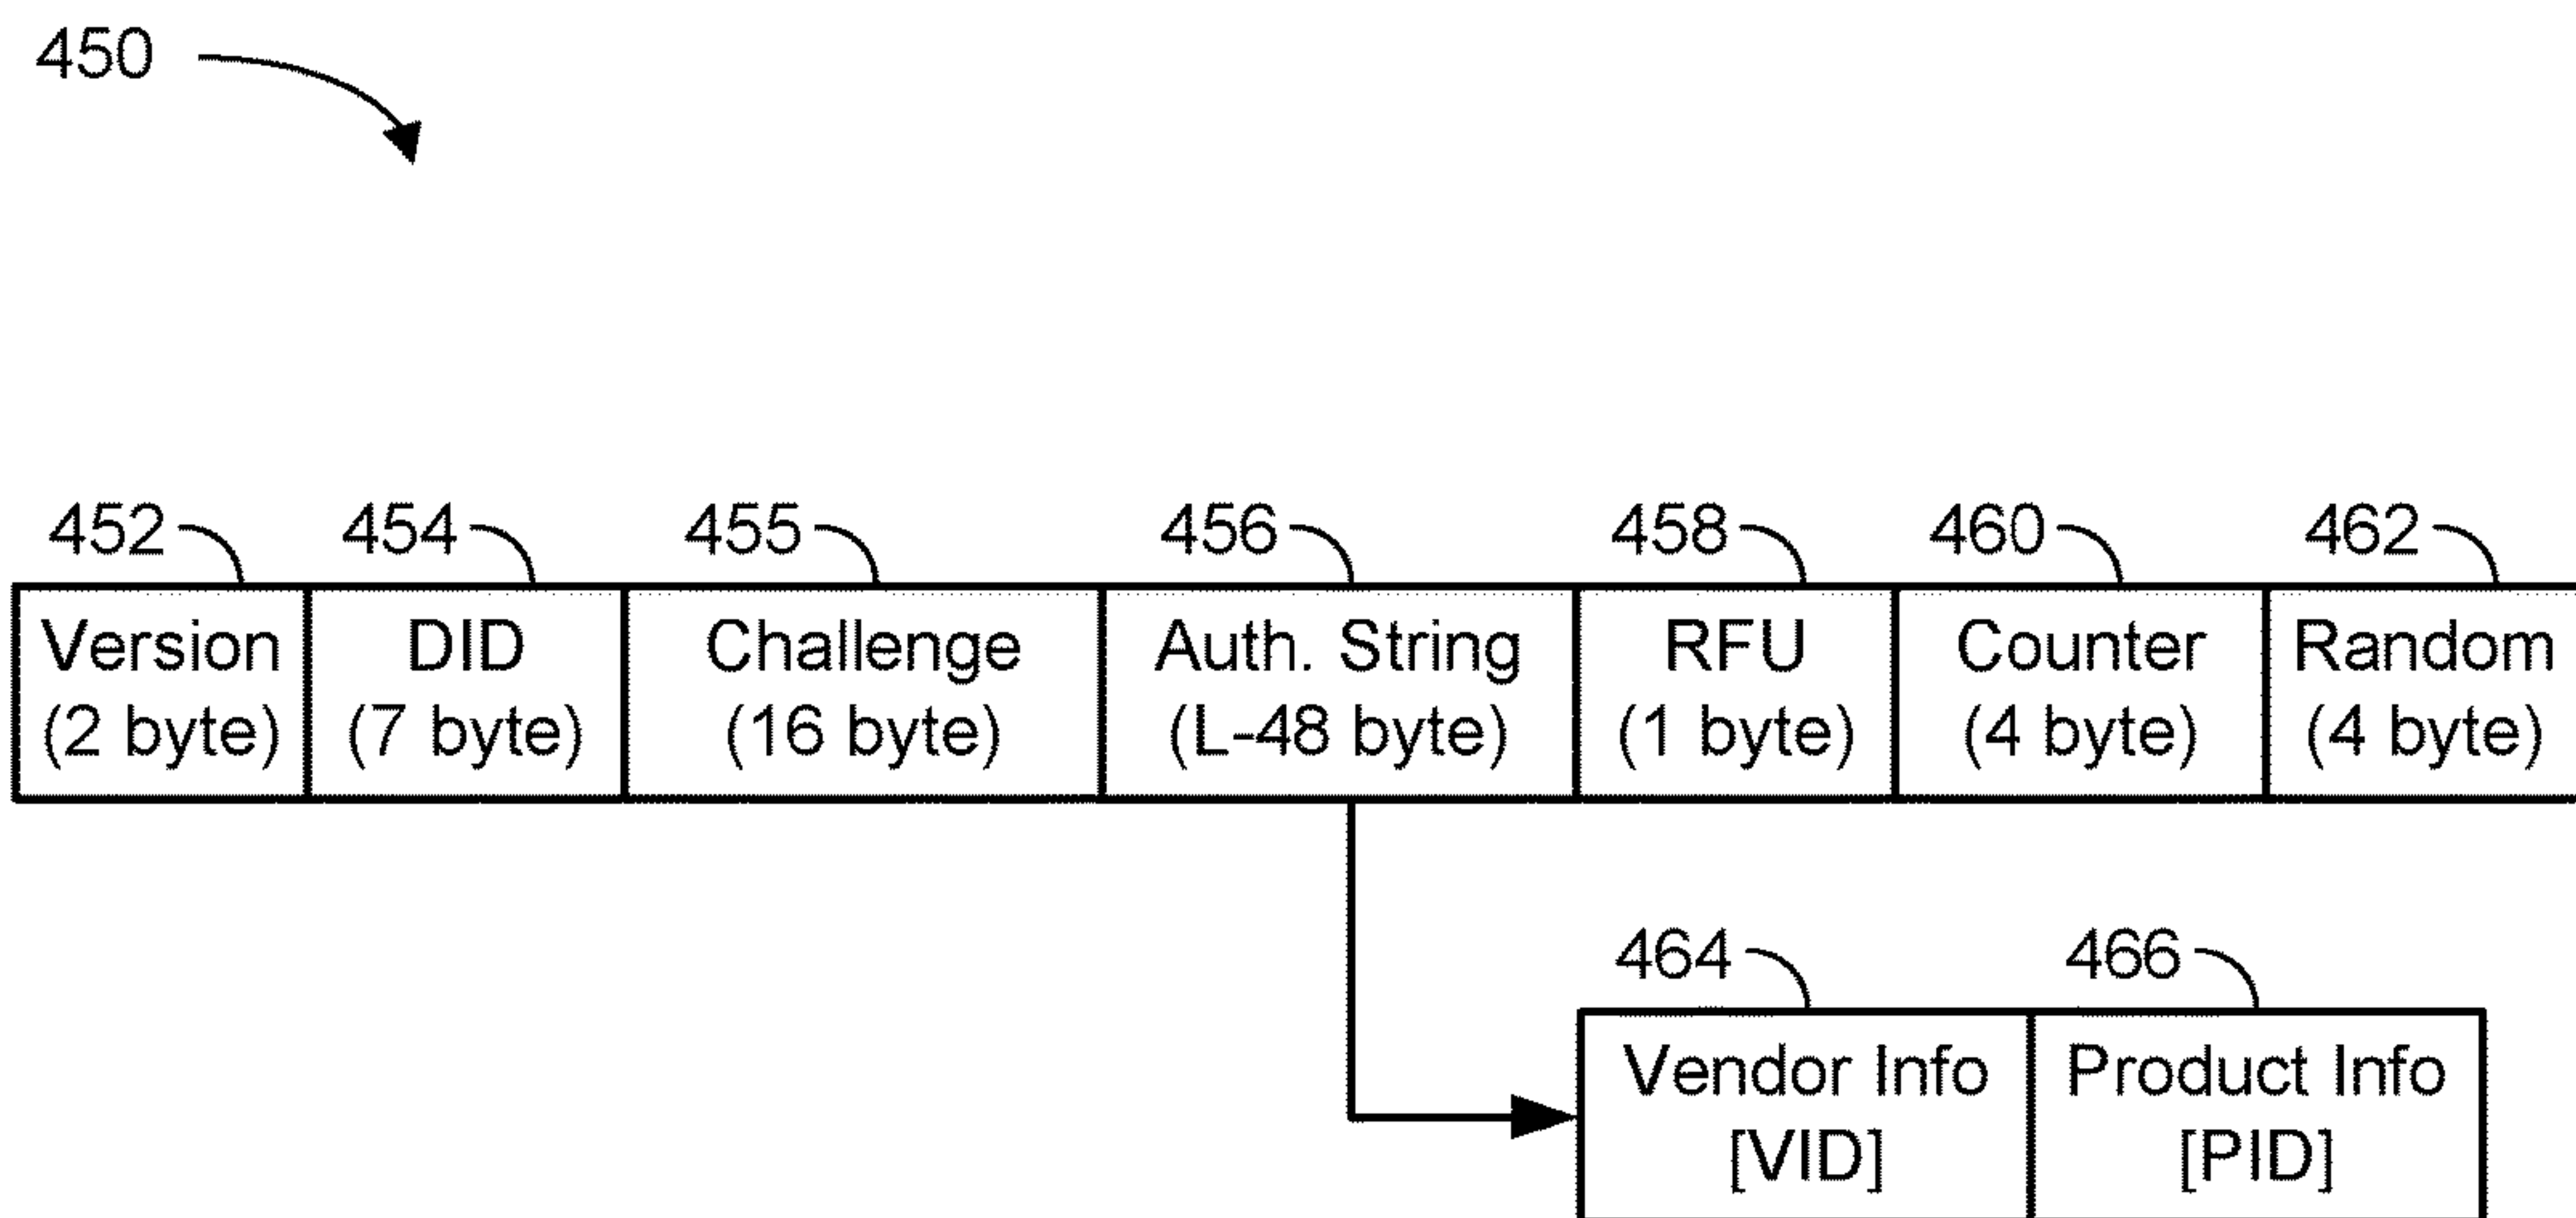 450
452 454 455 456 458 460 462
Version DID Challenge Auth. String RFU Counter Random
(2 byte) (7 byte) (16 byte) (L-48 byte) (1 byte) (4 byte) (4 byte)
464 466
Vendor Info Product Info
[VID] [PID]